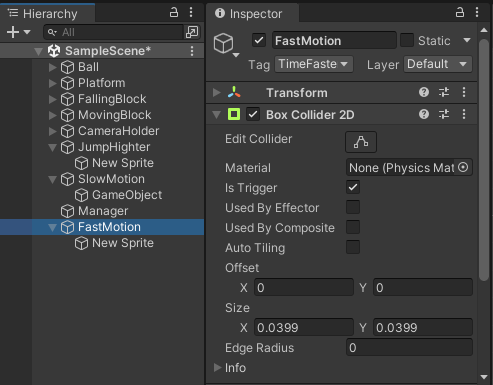 Hierarchy
All
SampleScene*
Ball
Platform
FallingBlock
MovingBlock
CameraHolder
JumpHighter
New Sprite
SlowMotion
GameObject
Manager
FastMotion
New Sprite
Inspector
FastMotion
Static
Tag TimeFaste Layer Default
Transform
Box Collider 2D
Edit Collider
Material None (Physics Mat
Is Trigger
Used By Effector
Used By Composite
Auto Tiling
Offset
X 0 Y 0
Size
X 0.0399 Y 0.0399
Edge Radius 0
Info